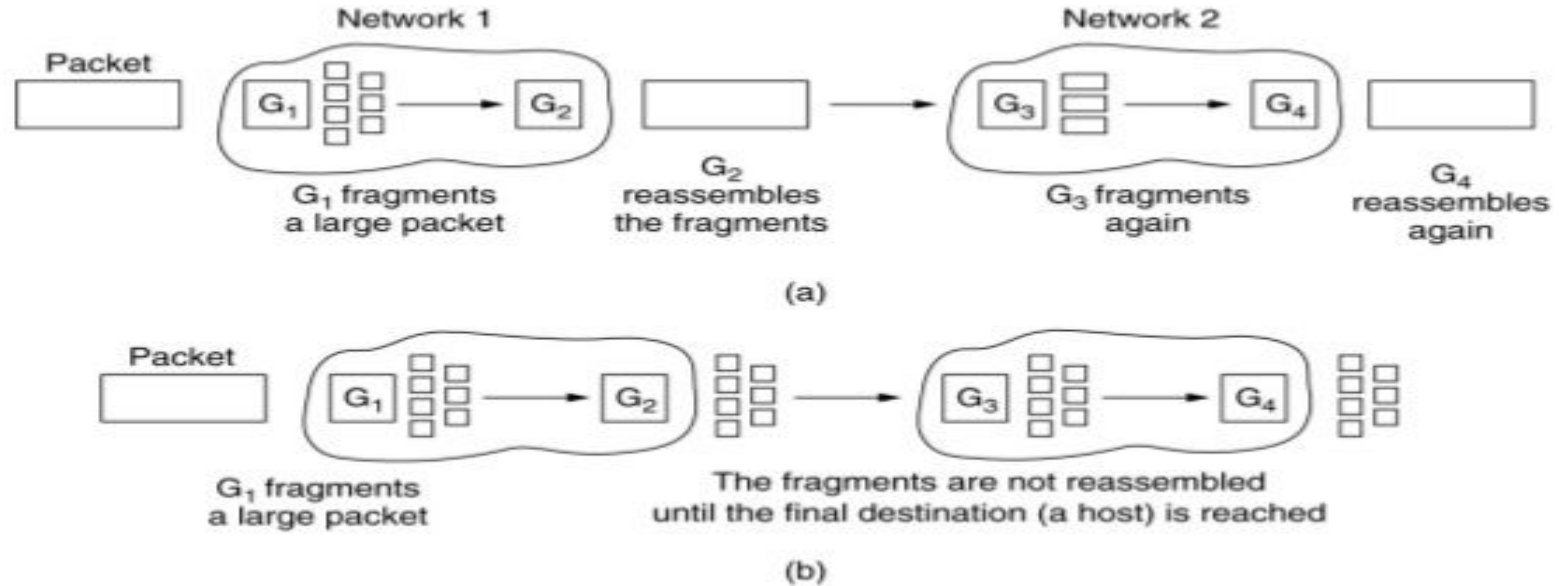 Network 1
Network 2
Packet
G₁
G₂
G₃
G₄
G₁ fragments
a large packet
G₂
reassembles
the fragments
G₃ fragments
again
G₄
reassembles
again
(a)
Packet
G₁
G₂
G₃
G₄
G₁ fragments
a large packet
The fragments are not reassembled
until the final destination (a host) is reached
(b)